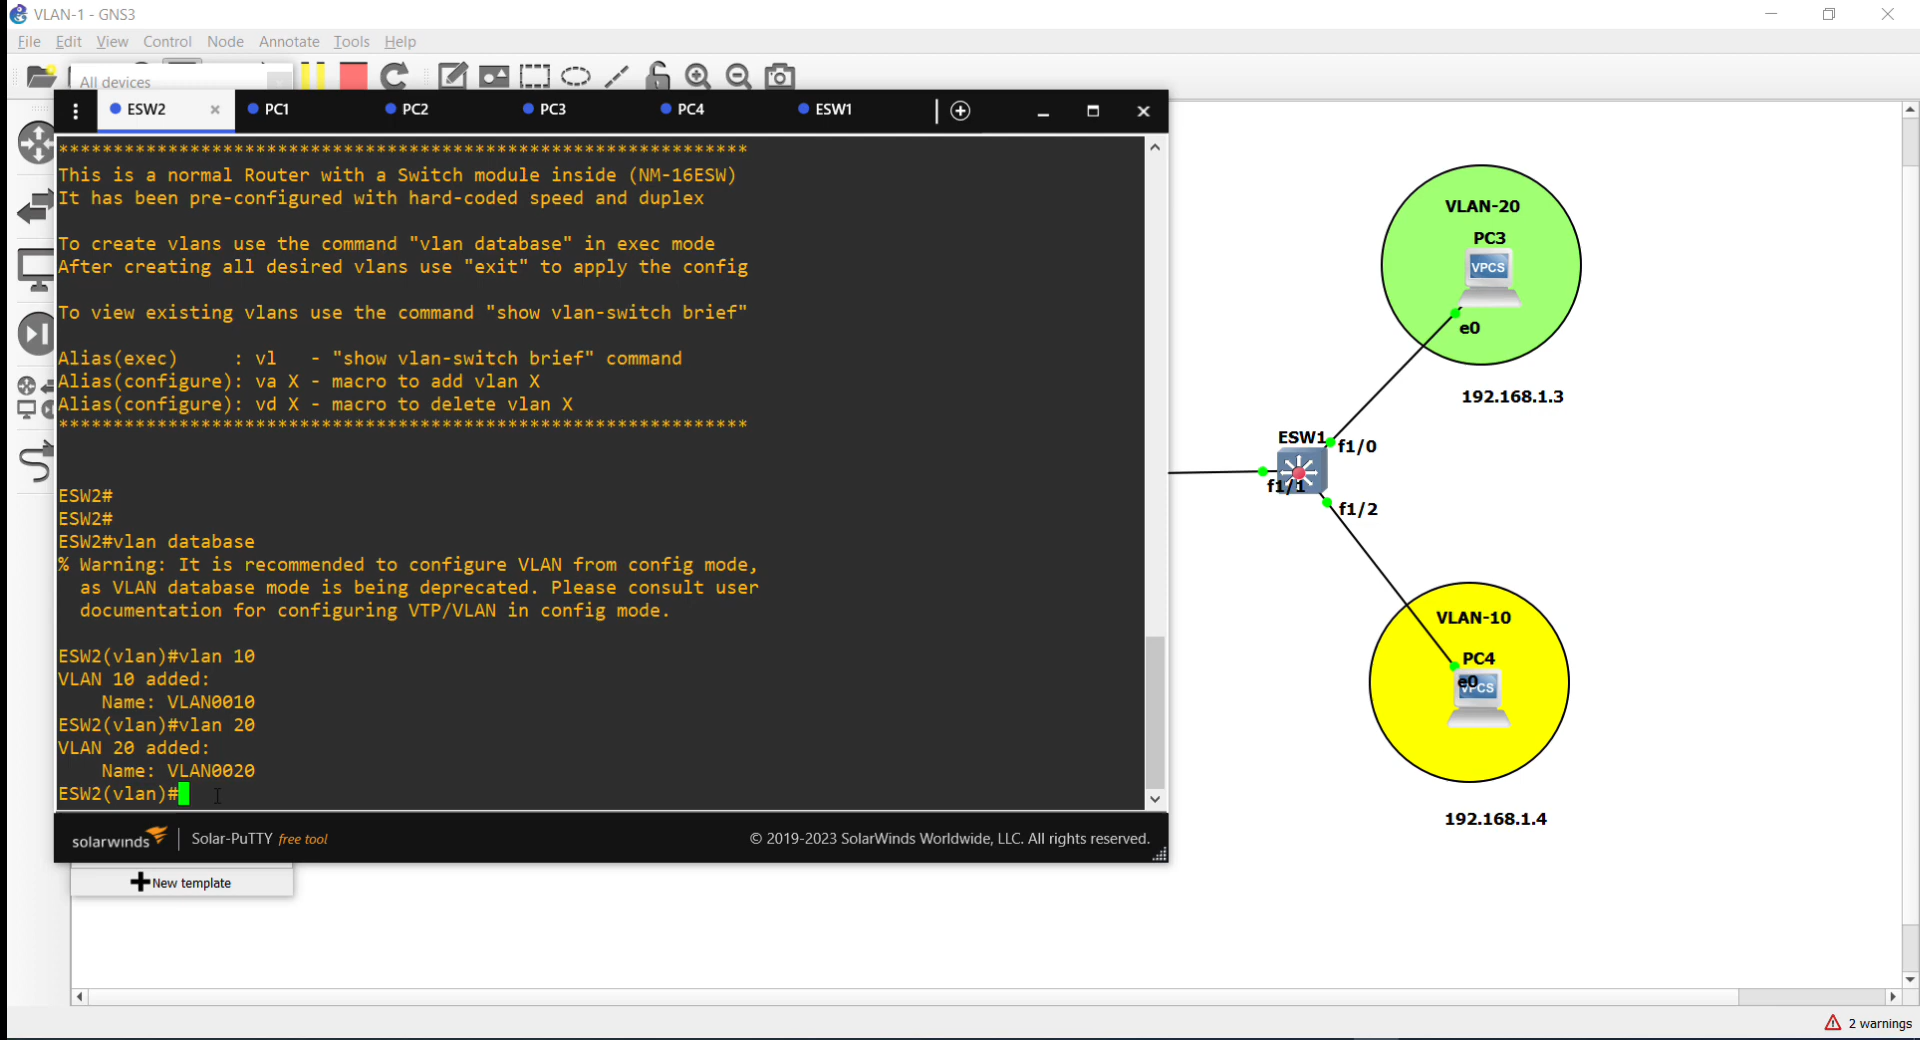 VLAN-1 - GNS3
File Edit View Control Node Annotate Tools Help
All devices
ESW2 PC1 PC2 PC3 PC4 ESW1
***************************************************************
This is a normal Router with a Switch module inside (NM-16ESW)
It has been pre-configured with hard-coded speed and duplex
To create vlans use the command "vlan database" in exec mode
After creating all desired vlans use "exit" to apply the config
To view existing vlans use the command "show vlan-switch brief"
Alias(exec)     : vl   - "show vlan-switch brief" command
Alias(configure): va X - macro to add vlan X
Alias(configure): vd X - macro to delete vlan X
***************************************************************
ESW2#
ESW2#
ESW2#vlan database
% Warning: It is recommended to configure VLAN from config mode,
as VLAN database mode is being deprecated. Please consult user
documentation for configuring VTP/VLAN in config mode.
ESW2(vlan)#vlan 10
VLAN 10 added:
Name: VLAN0010
ESW2(vlan)#vlan 20
VLAN 20 added:
Name: VLAN0020
ESW2(vlan)#
solarwinds Solar-PuTTY free tool © 2019-2023 SolarWinds Worldwide, LLC. All rights reserved.
New template
VLAN-20
PC3
VPCS
e0
192.168.1.3
ESW1
f1/0
f1/1
f1/2
VLAN-10
PC4
e0
VPCS
192.168.1.4
2 warnings